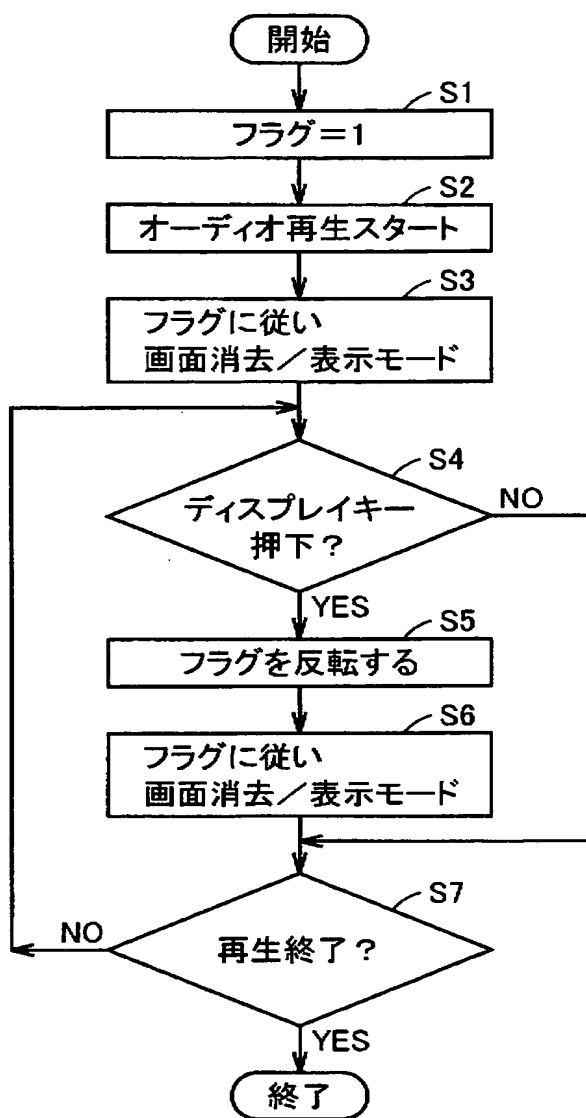 開始
S1
フラグ＝1
S2
オーディオ再生スタート
S3
フラグに従い
画面消去／表示モード
S4
ディスプレイキー
押下？
NO
YES
S5
フラグを反転する
S6
フラグに従い
画面消去／表示モード
S7
再生終了？
NO
YES
終了